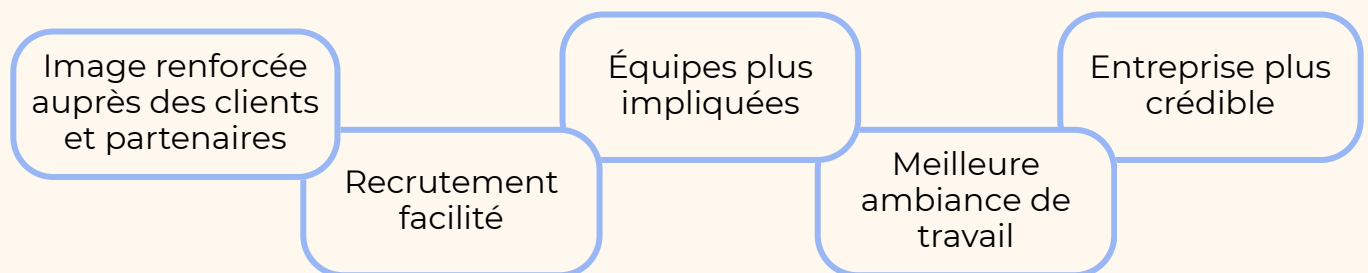 Image renforcée
auprès des clients
et partenaires
Recrutement
facilité
Équipes plus
impliquées
Meilleure
ambiance de
travail
Entreprise plus
crédible